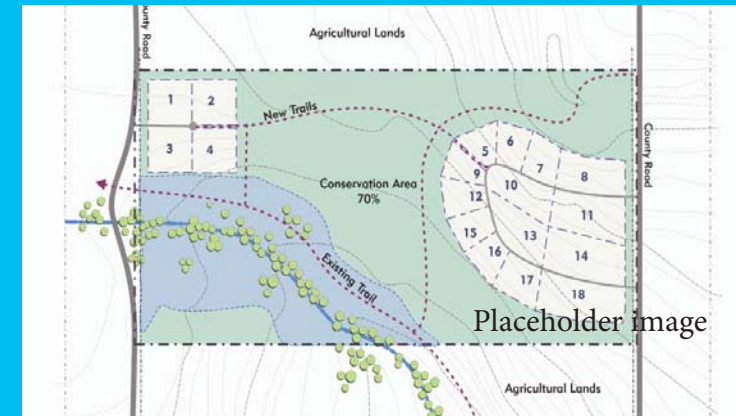 County Road
Agricultural Lands
1
2
New Trails
3
4
5
6
7
8
County Road
9
10
Conservation Area
70%
12
11
15
13
16
14
Existing Trail
17
18
Placeholder image
Agricultural Lands